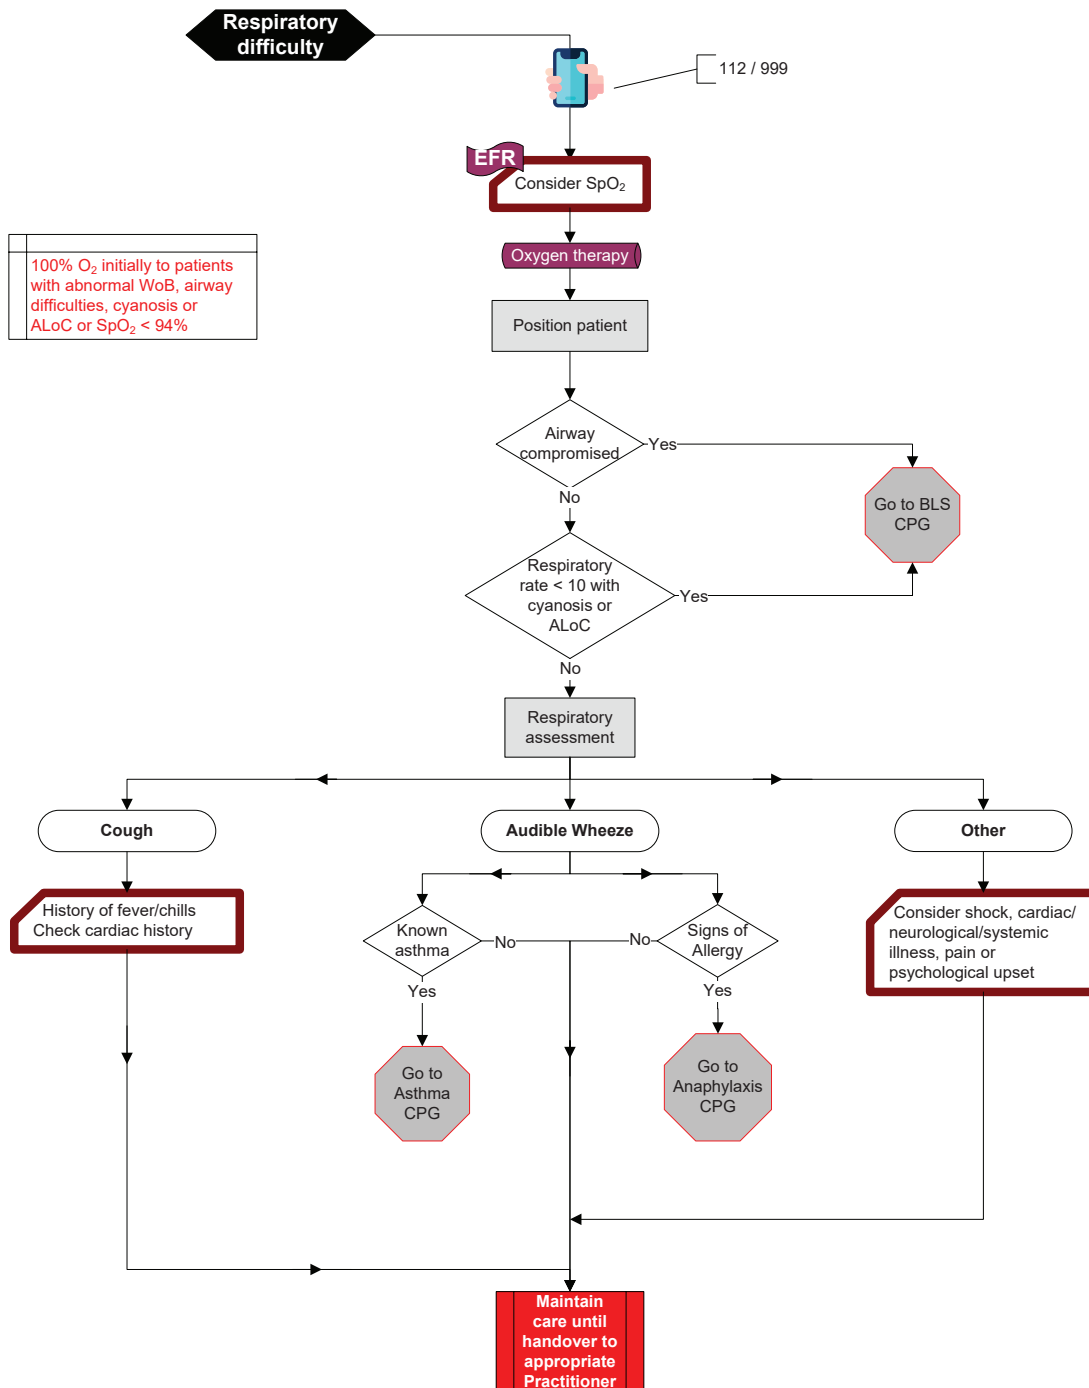 Respiratory
difficulty
112 / 999
EFR
Consider SpO₂
Oxygen therapy
100% O₂ initially to patients
with abnormal WoB, airway
difficulties, cyanosis or
ALoC or SpO₂ < 94%
Position patient
Airway
compromised
Yes
No
Go to BLS
CPG
Respiratory
rate < 10 with
cyanosis or
ALoC
Yes
No
Respiratory
assessment
Cough
Audible Wheeze
Other
History of fever/chills
Check cardiac history
Known
asthma
No
Yes
No
Signs of
Allergy
Yes
Consider shock, cardiac/
neurological/systemic
illness, pain or
psychological upset
Go to
Asthma
CPG
Go to
Anaphylaxis
CPG
Maintain
care until
handover to
appropriate
Practitioner